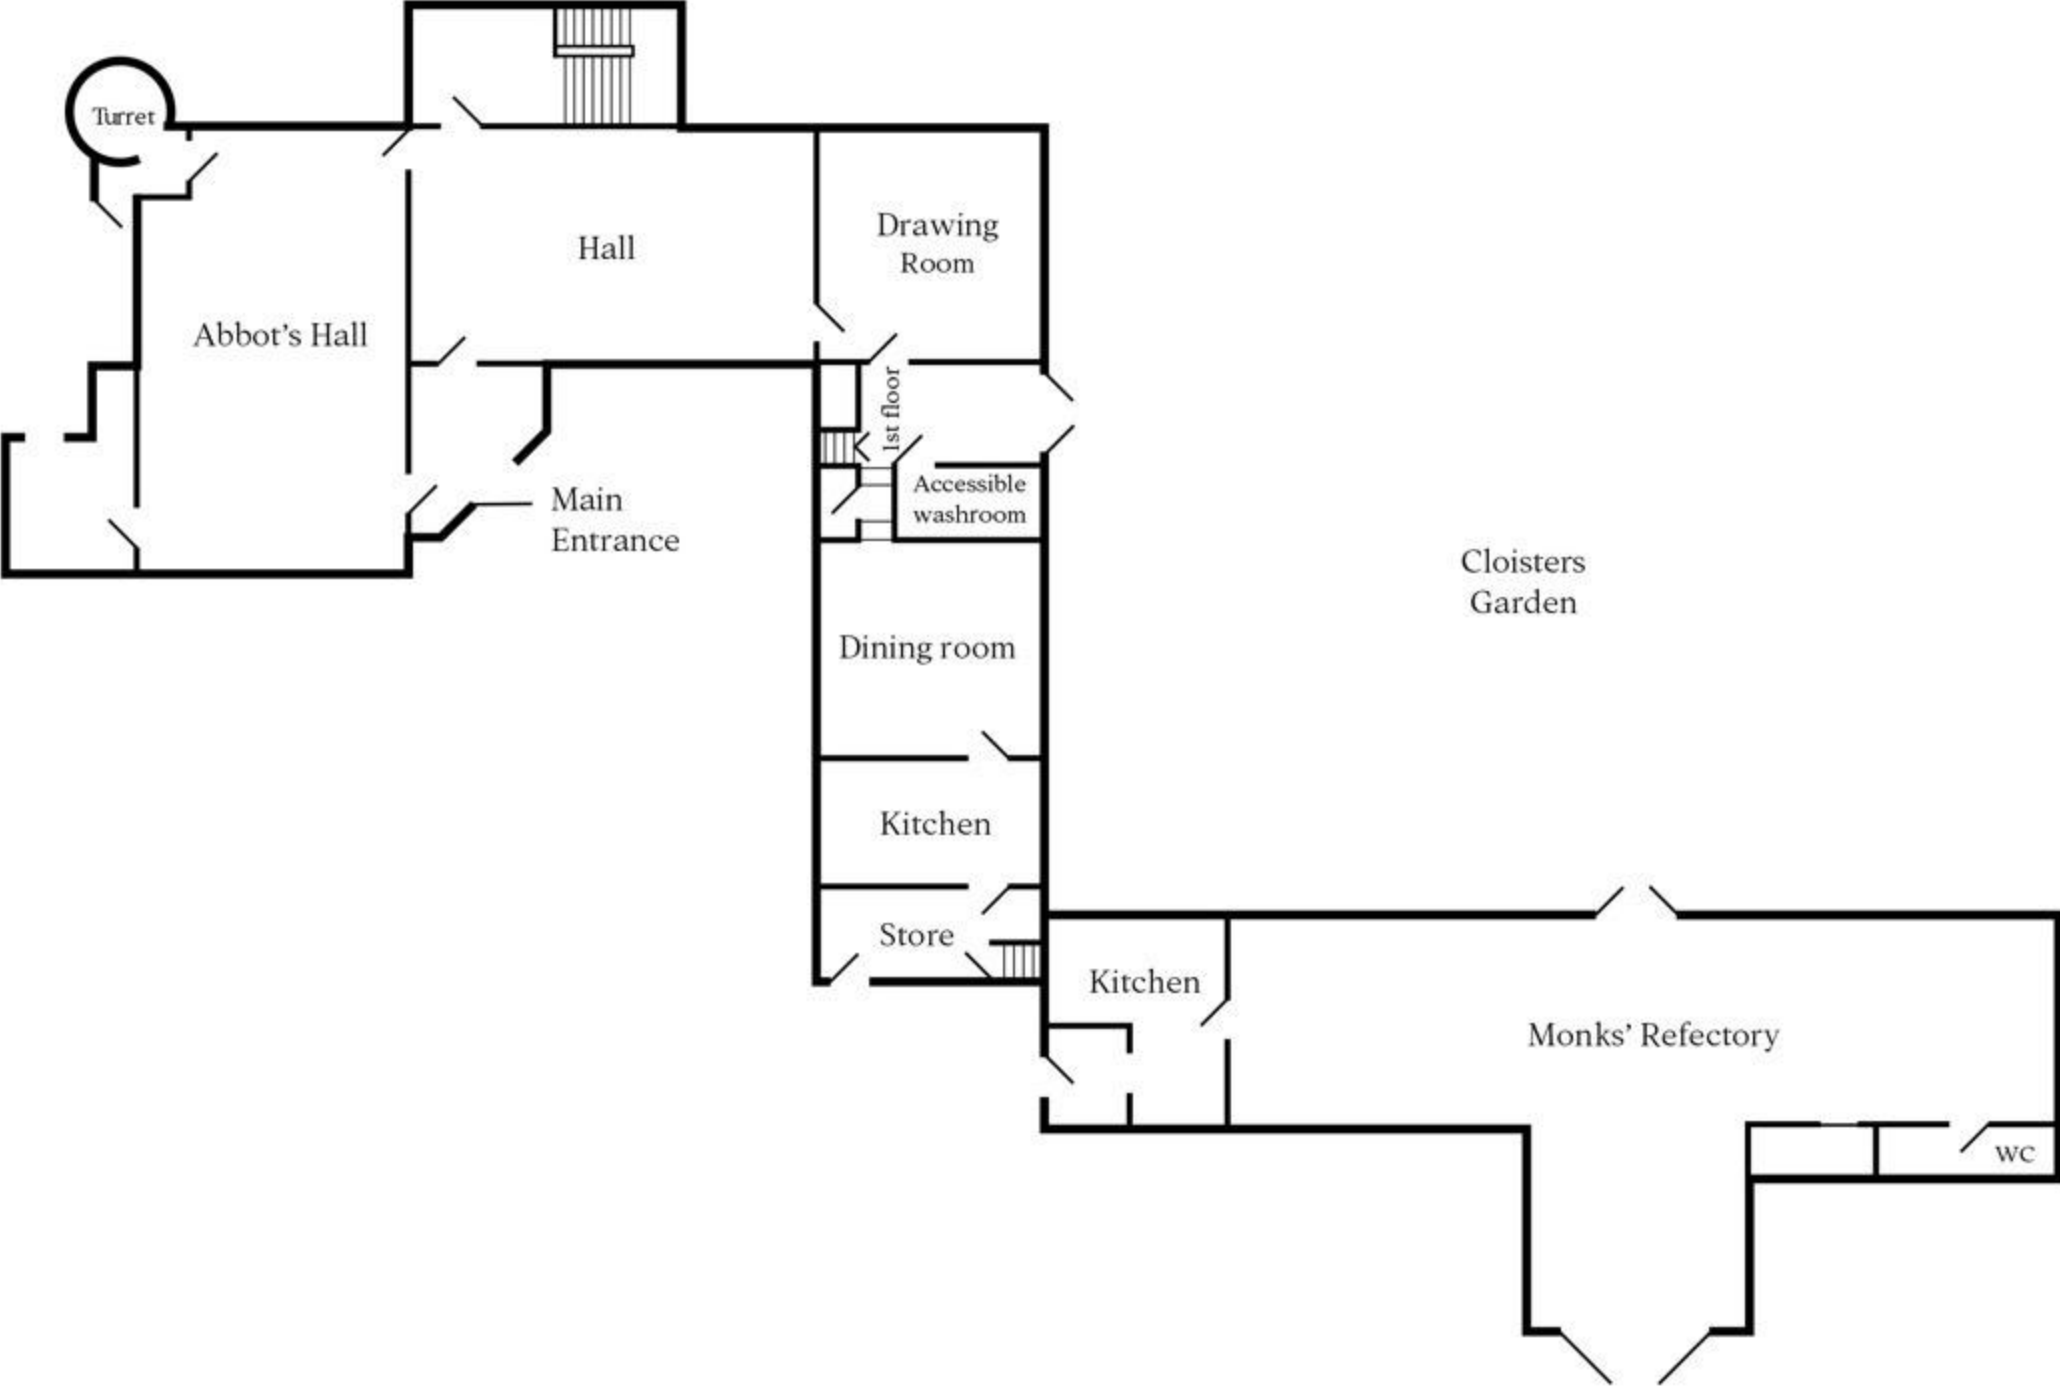 Turret
Hall
Drawing
Room
Abbot's Hall
1st floor
Main
Entrance
Accessible
washroom
Cloisters
Garden
Dining room
Kitchen
Store
Kitchen
Monks' Refectory
WC